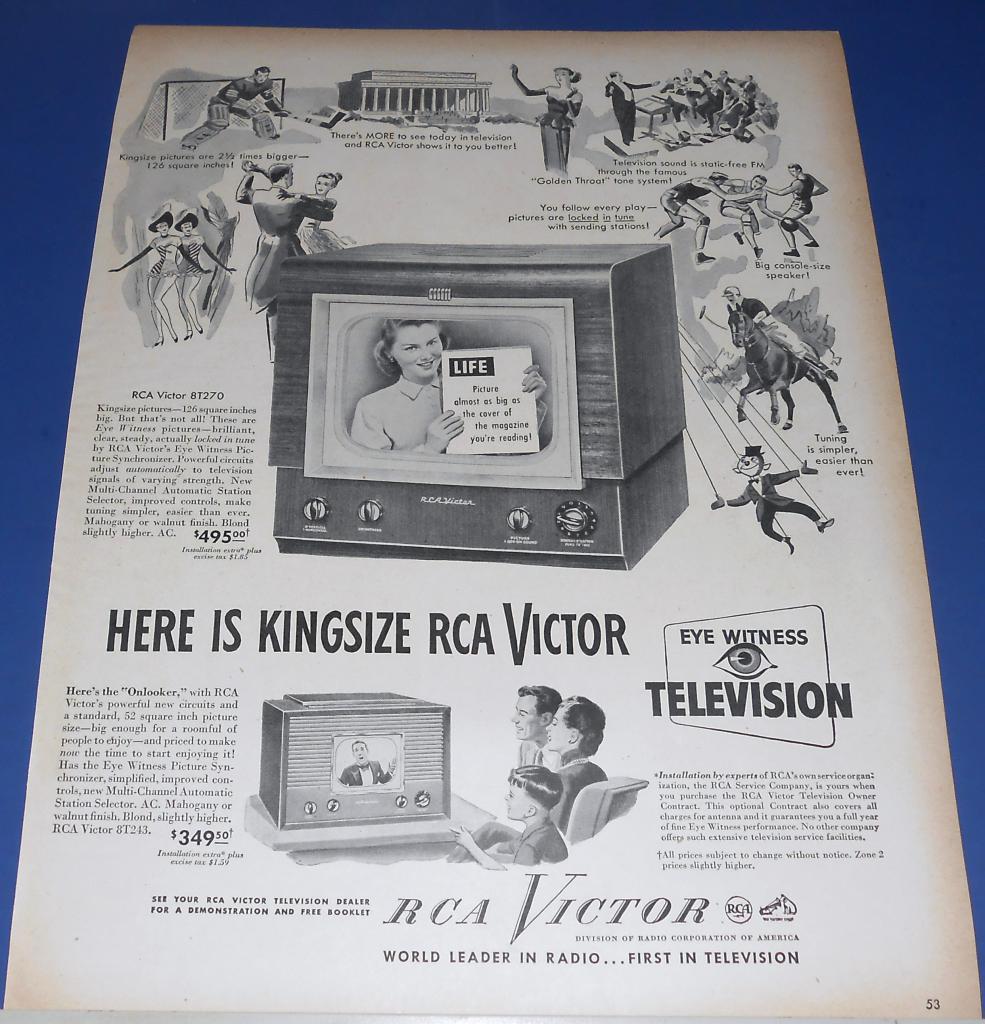 There's MORE to see today in television
and RCA Victor shows it to you better!
Kingsize pictures are 2½ times bigger—
126 square inches!
Television sound is static-free FM
through the famous
"Golden Throat" tone system!
You follow every play—
pictures are locked in tune
with sending stations!
Big console-size
speaker!
LIFE
Picture
almost as big as
the cover of
the magazine
you're reading!
RCA Victor
Tuning
is simpler,
easier than
ever!
RCA Victor 8T270
Kingsize pictures—126 square inches
big. But that's not all! These are
Eye Witness pictures—brilliant,
clear, steady, actually locked in tune
by RCA Victor's Eye Witness Pic-
ture Synchronizer. Powerful circuits
adjust automatically to television
signals of varying strength. New
Multi-Channel Automatic Station
Selector, improved controls, make
tuning simpler, easier than ever.
Mahogany or walnut finish. Blond
slightly higher. AC. $495.00†
Installation extra* plus
excise tax $1.85
HERE IS KINGSIZE RCA VICTOR
EYE WITNESS
TELEVISION
Here's the "Onlooker," with RCA
Victor's powerful new circuits and
a standard, 52 square inch picture
size—big enough for a roomful of
people to enjoy—and priced to make
now the time to start enjoying it!
Has the Eye Witness Picture Syn-
chronizer, simplified, improved con-
trols, new Multi-Channel Automatic
Station Selector. AC. Mahogany or
walnut finish. Blond, slightly higher.
RCA Victor 8T243. $349.50†
Installation extra* plus
excise tax $1.59
*Installation by experts of RCA's own service organ-
ization, the RCA Service Company, is yours when
you purchase the RCA Victor Television Owner
Contract. This optional Contract also covers all
charges for antenna and it guarantees you a full year
of fine Eye Witness performance. No other company
offers such extensive television service facilities.
†All prices subject to change without notice. Zone 2
prices slightly higher.
SEE YOUR RCA VICTOR TELEVISION DEALER
FOR A DEMONSTRATION AND FREE BOOKLET
RCA VICTOR
RCA
DIVISION OF RADIO CORPORATION OF AMERICA
WORLD LEADER IN RADIO...FIRST IN TELEVISION
53